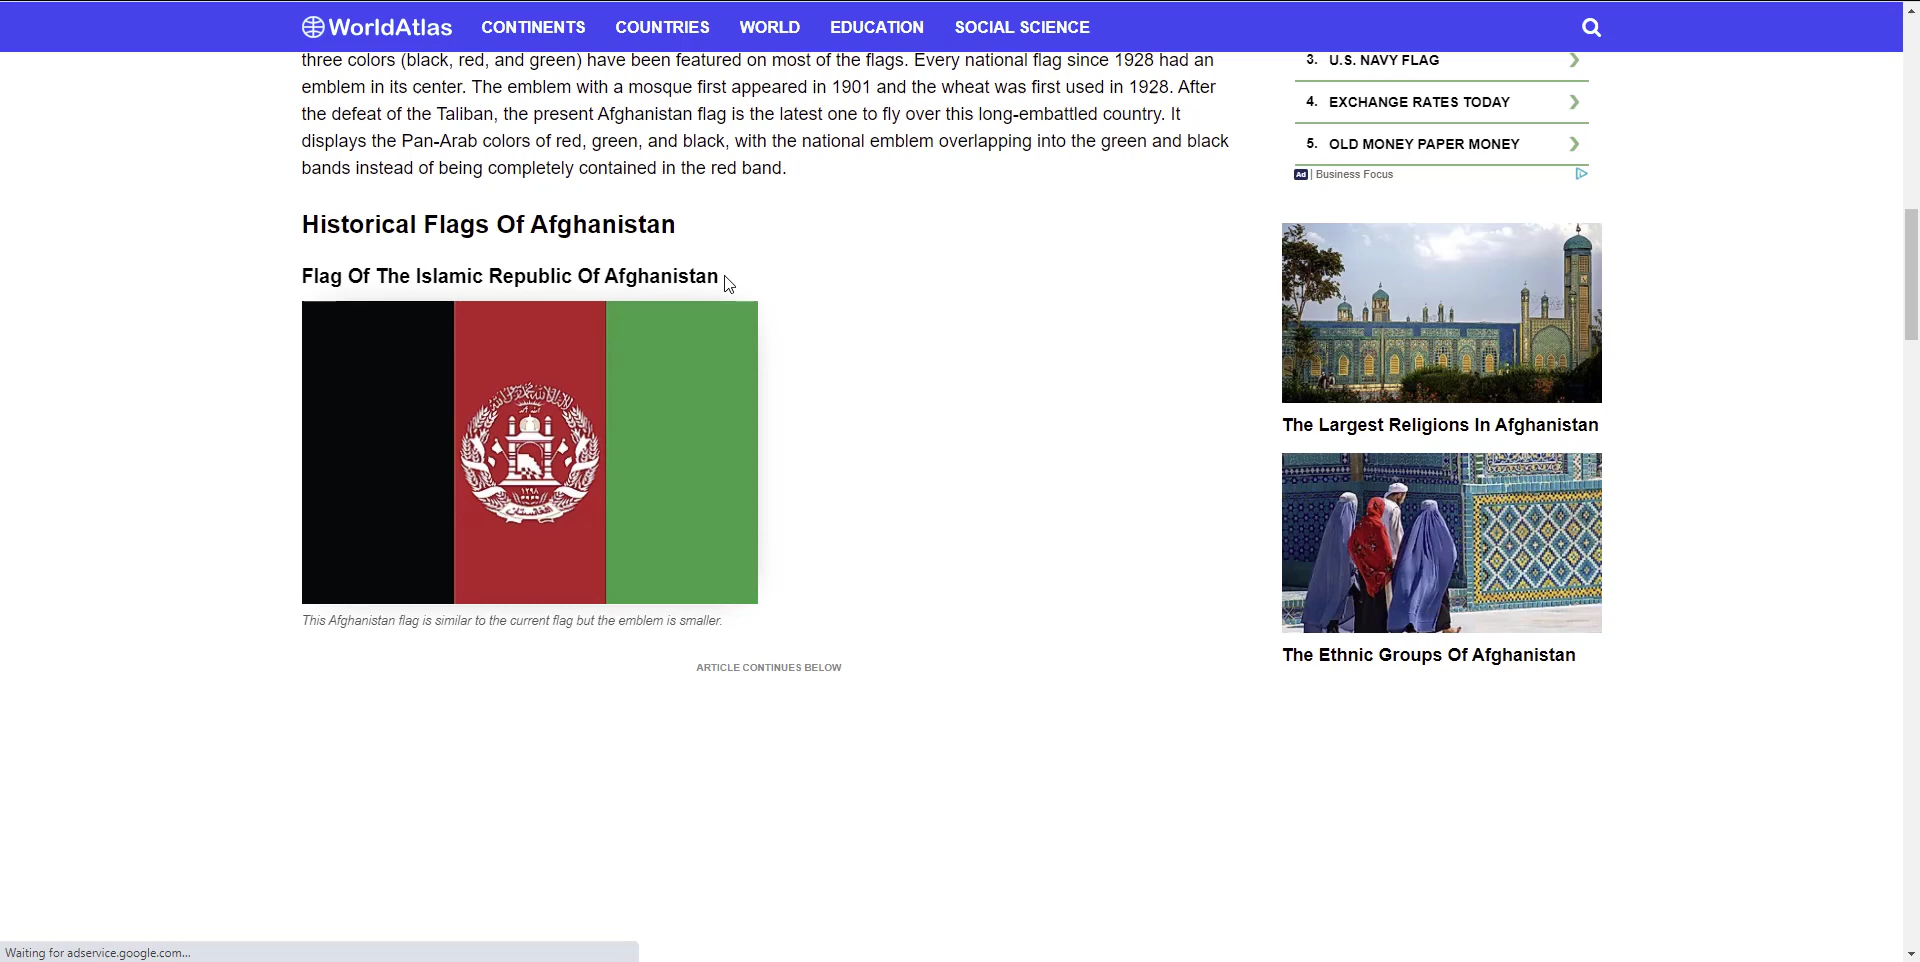 WorldAtlas CONTINENTS COUNTRIES WORLD EDUCATION SOCIAL SCIENCE
three colors (black, red, and green) have been featured on most of the flags. Every national flag since 1928 had an
emblem in its center. The emblem with a mosque first appeared in 1901 and the wheat was first used in 1928. After
the defeat of the Taliban, the present Afghanistan flag is the latest one to fly over this long-embattled country. It
displays the Pan-Arab colors of red, green, and black, with the national emblem overlapping into the green and black
bands instead of being completely contained in the red band.
Historical Flags Of Afghanistan
Flag Of The Islamic Republic Of Afghanistan
١٢٩٨
افغانستان
This Afghanistan flag is similar to the current flag but the emblem is smaller.
ARTICLE CONTINUES BELOW
3. U.S. NAVY FLAG
4. EXCHANGE RATES TODAY
5. OLD MONEY PAPER MONEY
Ad | Business Focus
The Largest Religions In Afghanistan
The Ethnic Groups Of Afghanistan
Waiting for adservice.google.com...